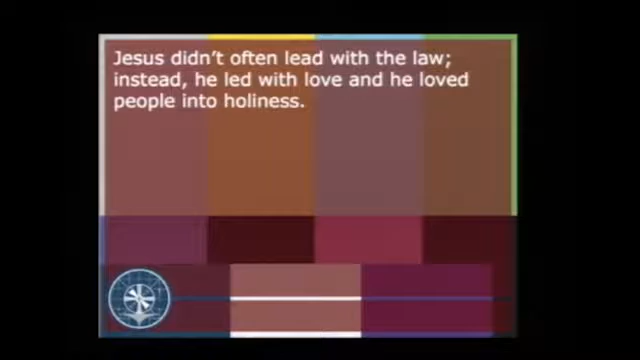 Jesus didn't often lead with the law;
instead, he led with love and he loved
people into holiness.